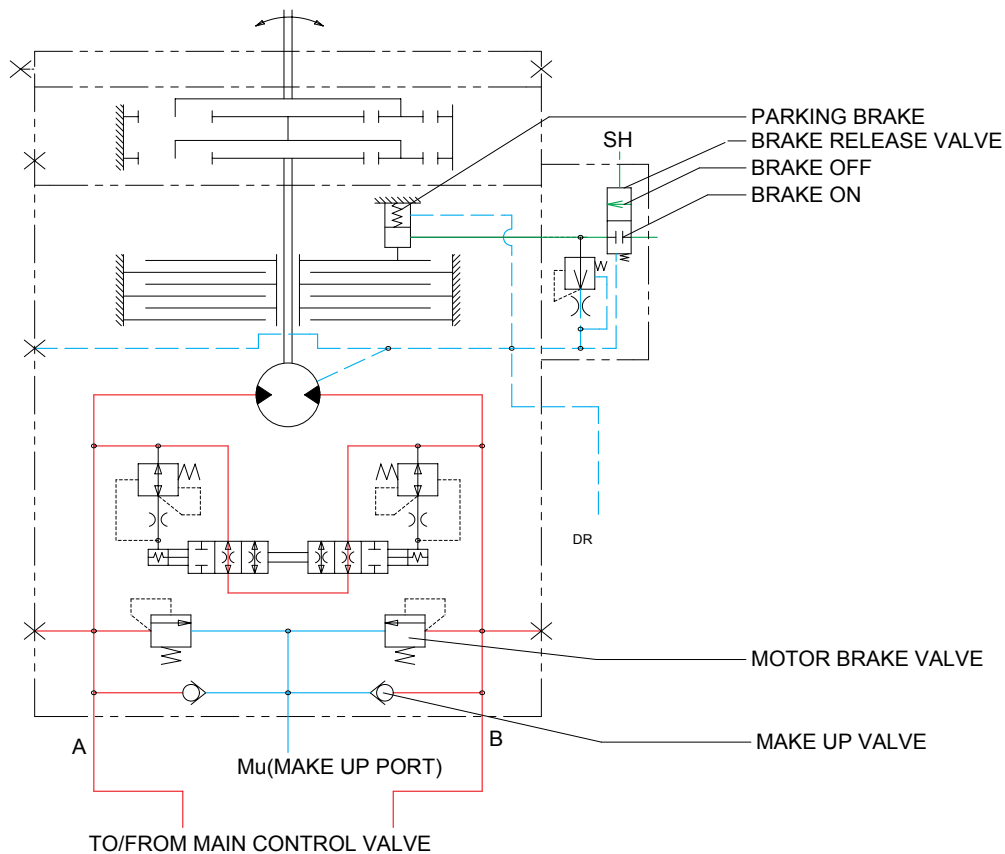 PARKING BRAKE
SH
BRAKE RELEASE VALVE
BRAKE OFF
BRAKE ON
DR
MOTOR BRAKE VALVE
A
B
MAKE UP VALVE
Mu(MAKE UP PORT)
TO/FROM MAIN CONTROL VALVE